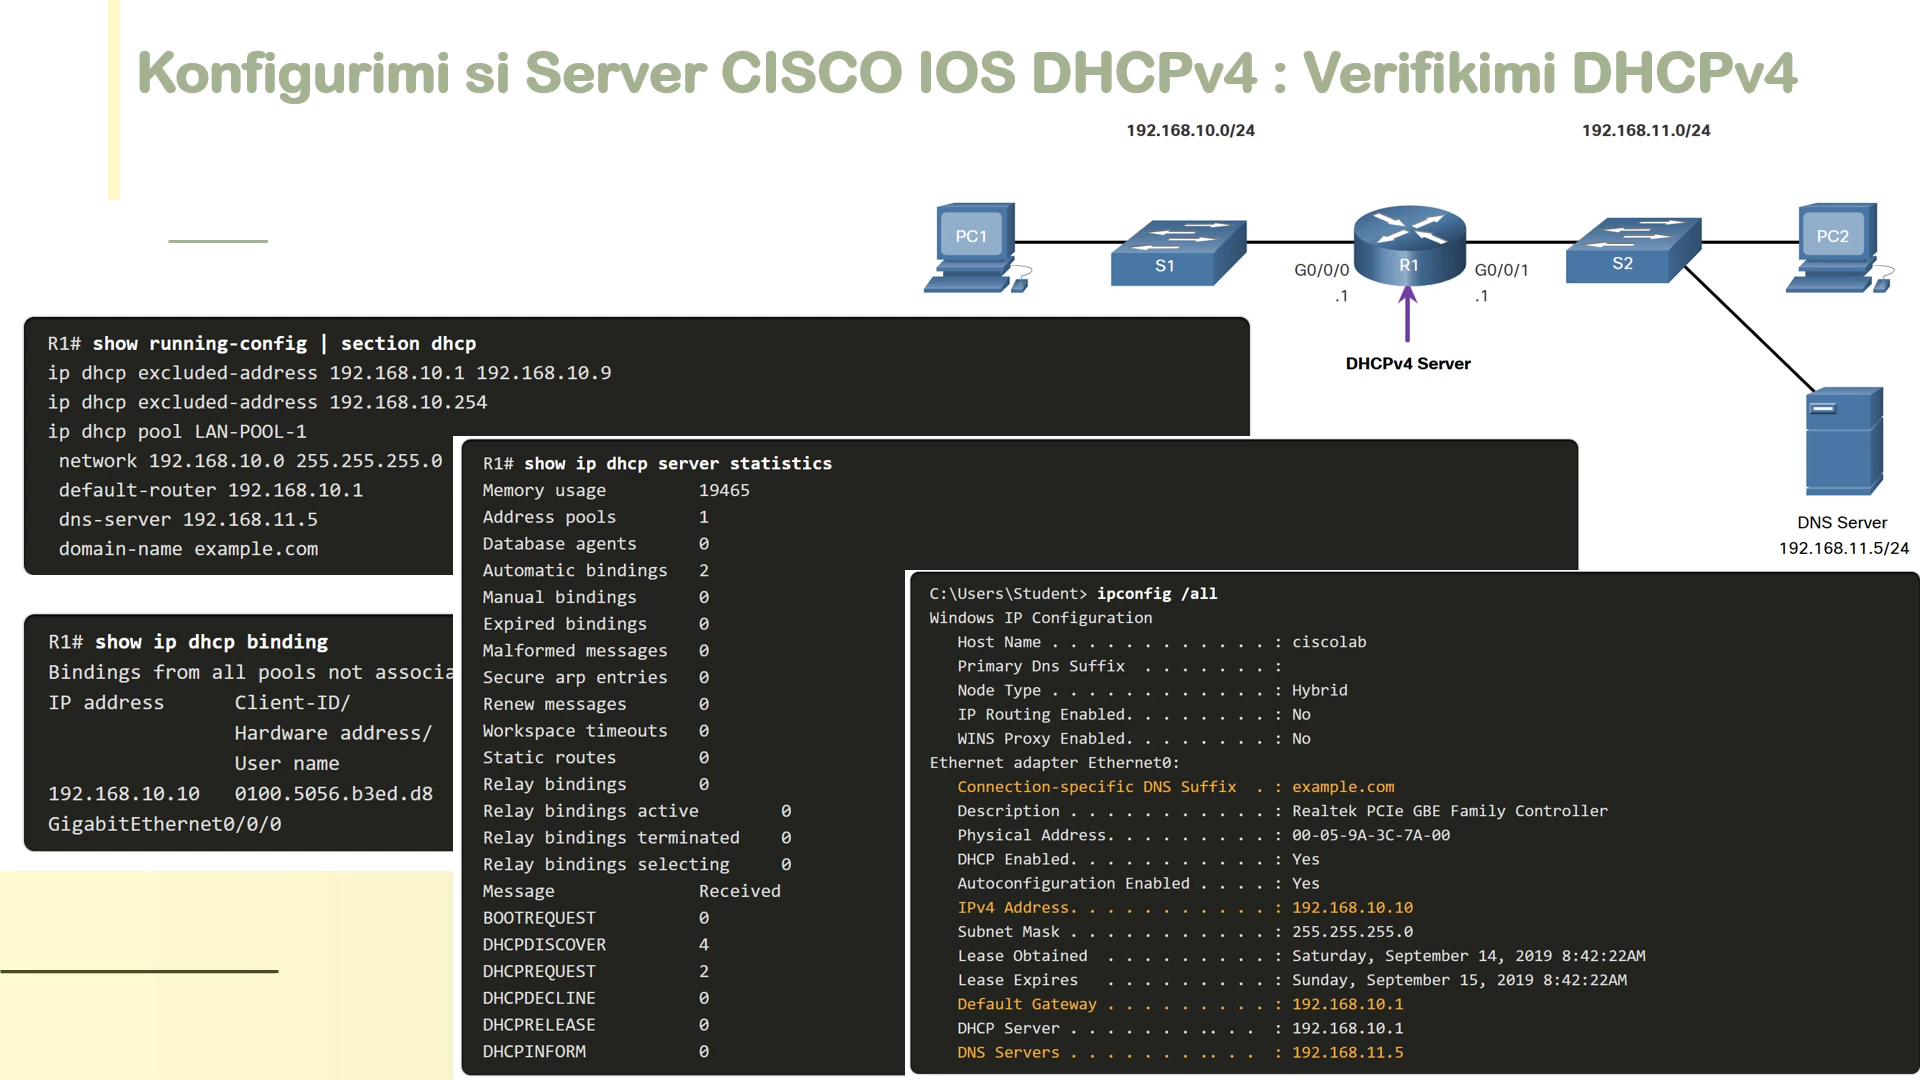 Konfigurimi si Server CISCO IOS DHCPv4 : Verifikimi DHCPv4
192.168.10.0/24
192.168.11.0/24
PC1
S1
G0/0/0
.1
R1
G0/0/1
.1
S2
PC2
DHCPv4 Server
DNS Server
192.168.11.5/24
R1# show running-config | section dhcp
ip dhcp excluded-address 192.168.10.1 192.168.10.9
ip dhcp excluded-address 192.168.10.254
ip dhcp pool LAN-POOL-1
network 192.168.10.0 255.255.255.0
default-router 192.168.10.1
dns-server 192.168.11.5
domain-name example.com
R1# show ip dhcp binding
Bindings from all pools not associa
IP address Client-ID/
Hardware address/
User name
192.168.10.10 0100.5056.b3ed.d8
GigabitEthernet0/0/0
R1# show ip dhcp server statistics
Memory usage 19465
Address pools 1
Database agents 0
Automatic bindings 2
Manual bindings 0
Expired bindings 0
Malformed messages 0
Secure arp entries 0
Renew messages 0
Workspace timeouts 0
Static routes 0
Relay bindings 0
Relay bindings active 0
Relay bindings terminated 0
Relay bindings selecting 0
Message Received
BOOTREQUEST 0
DHCPDISCOVER 4
DHCPREQUEST 2
DHCPDECLINE 0
DHCPRELEASE 0
DHCPINFORM 0
C:\Users\Student> ipconfig /all
Windows IP Configuration
Host Name . . . . . . . . . . . . : ciscolab
Primary Dns Suffix . . . . . . . :
Node Type . . . . . . . . . . . . : Hybrid
IP Routing Enabled. . . . . . . . : No
WINS Proxy Enabled. . . . . . . . : No
Ethernet adapter Ethernet0:
Connection-specific DNS Suffix . : example.com
Description . . . . . . . . . . . : Realtek PCIe GBE Family Controller
Physical Address. . . . . . . . . : 00-05-9A-3C-7A-00
DHCP Enabled. . . . . . . . . . . : Yes
Autoconfiguration Enabled . . . . : Yes
IPv4 Address. . . . . . . . . . . : 192.168.10.10
Subnet Mask . . . . . . . . . . . : 255.255.255.0
Lease Obtained . . . . . . . . . : Saturday, September 14, 2019 8:42:22AM
Lease Expires . . . . . . . . . : Sunday, September 15, 2019 8:42:22AM
Default Gateway . . . . . . . . . : 192.168.10.1
DHCP Server . . . . . . . . .. . . : 192.168.10.1
DNS Servers . . . . . . . . .. . . : 192.168.11.5